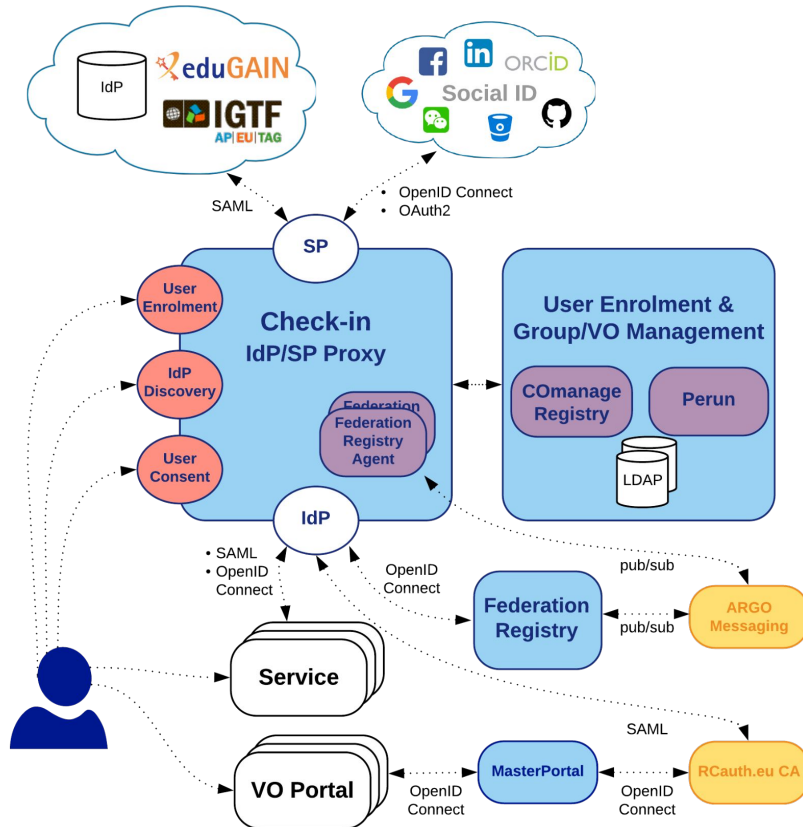 IdP
eduGAIN
IGTF
AP|EU|TAG
ORCID
Social ID
SAML
• OpenID Connect
• OAuth2
SP
User
Enrolment
Check-in
IdP/SP Proxy
IdP
Discovery
Federation
Federation
Registry
Agent
User
Consent
IdP
User Enrolment &
Group/VO Management
COmanage
Registry
Perun
LDAP
• SAML
• OpenID
Connect
OpenID
Connect
pub/sub
Federation
Registry
pub/sub
ARGO
Messaging
Service
SAML
VO Portal
OpenID
Connect
MasterPortal
OpenID
Connect
RCauth.eu CA